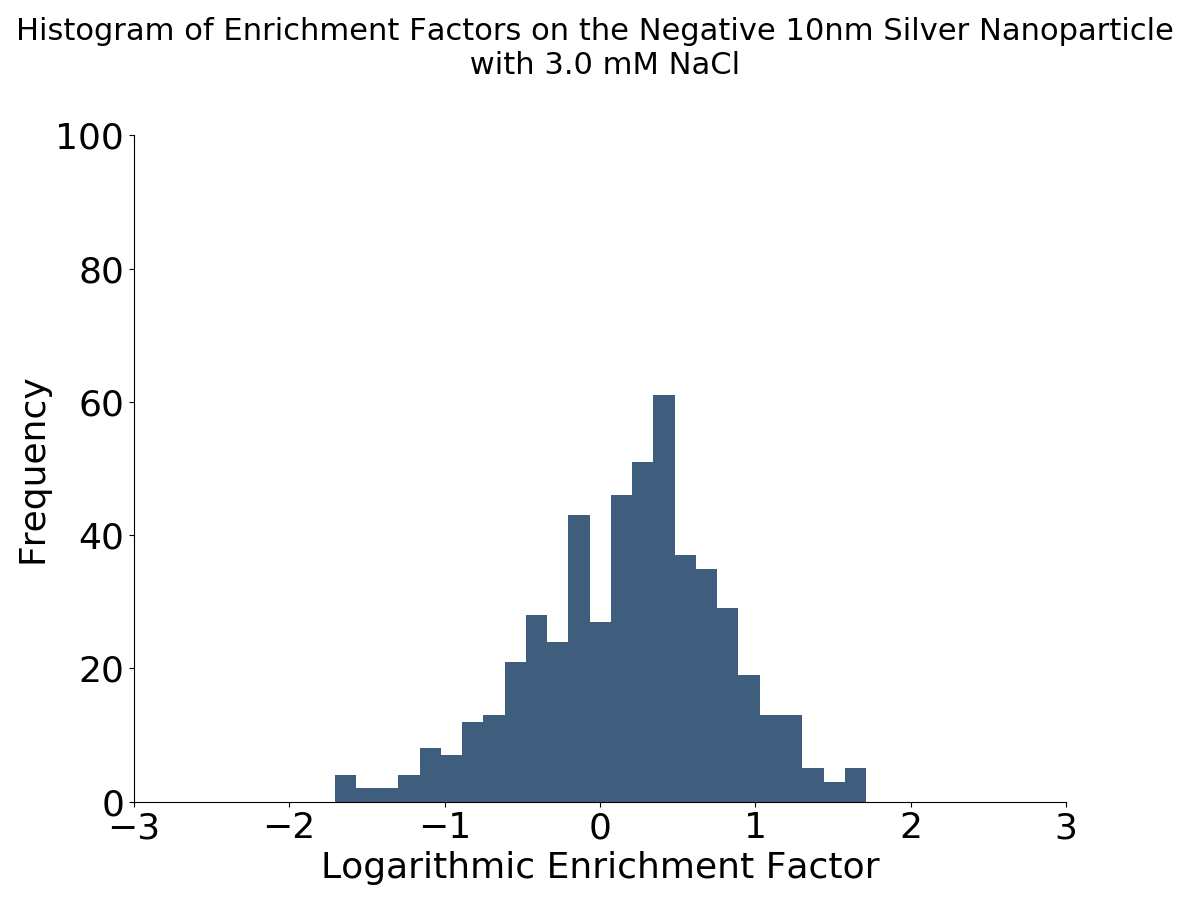 Histogram of Enrichment Factors on the Negative 10nm Silver Nanoparticle
with 3.0 mM NaCl
100
80
60
40
20
0
Frequency
−3 −2 −1 0 1 2 3
Logarithmic Enrichment Factor